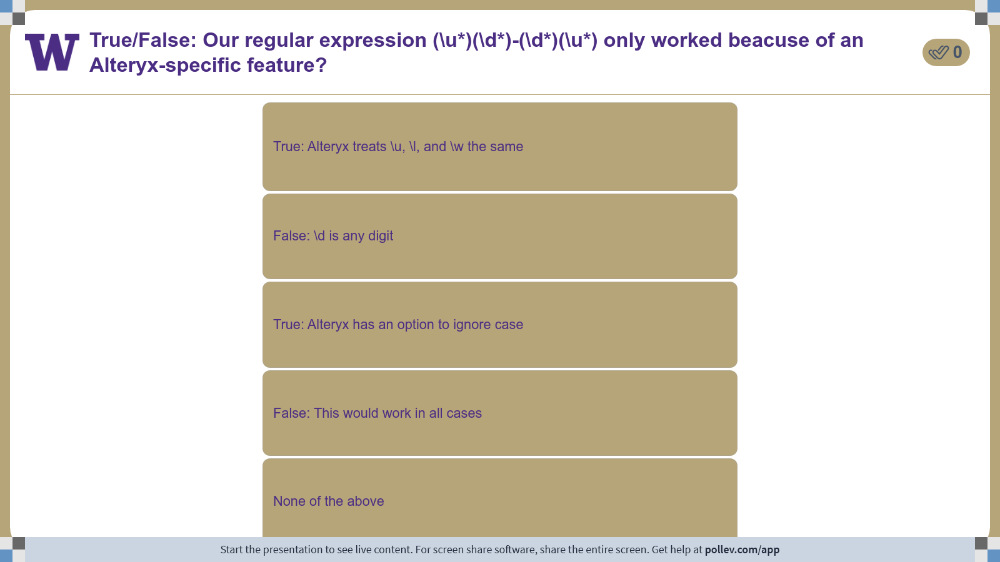 W
True/False: Our regular expression (\u*)(\d*)-(\d*)(\u*) only worked beacuse of an
Alteryx-specific feature?
0
True: Alteryx treats \u, \l, and \w the same
False: \d is any digit
True: Alteryx has an option to ignore case
False: This would work in all cases
None of the above
Start the presentation to see live content. For screen share software, share the entire screen. Get help at pollev.com/app